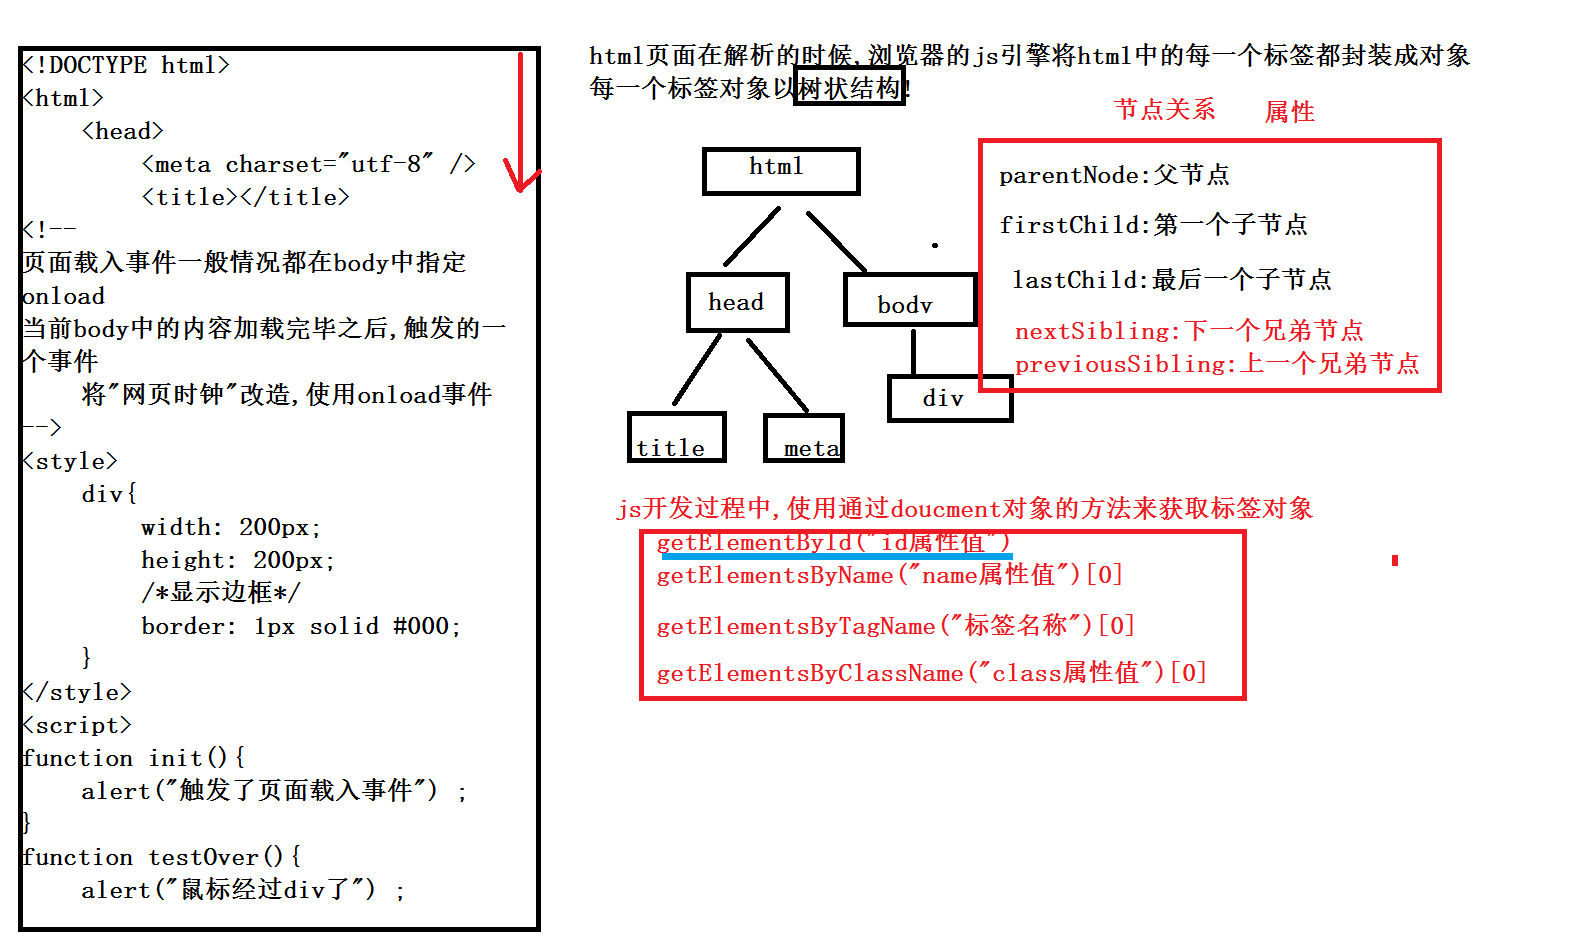 <!DOCTYPE html>
<html>
<head>
<meta charset="utf-8" />
<title></title>
<!--
页面载入事件一般情况都在body中指定
onload
当前body中的内容加载完毕之后,触发的一
个事件
将"网页时钟"改造,使用onload事件
-->
<style>
div{
width: 200px;
height: 200px;
/*显示边框*/
border: 1px solid #000;
}
</style>
<script>
function init(){
alert("触发了页面载入事件") ;
}
function testOver(){
alert("鼠标经过div了") ;
html页面在解析的时候,浏览器的js引擎将html中的每一个标签都封装成对象
每一个标签对象以树状结构!
html
head
body
title
meta
div
节点关系 属性
parentNode:父节点
firstChild:第一个子节点
lastChild:最后一个子节点
nextSibling:下一个兄弟节点
previousSibling:上一个兄弟节点
js开发过程中,使用通过doucment对象的方法来获取标签对象
getElementById("id属性值")
getElementsByName("name属性值")[0]
getElementsByTagName("标签名称")[0]
getElementsByClassName("class属性值")[0]